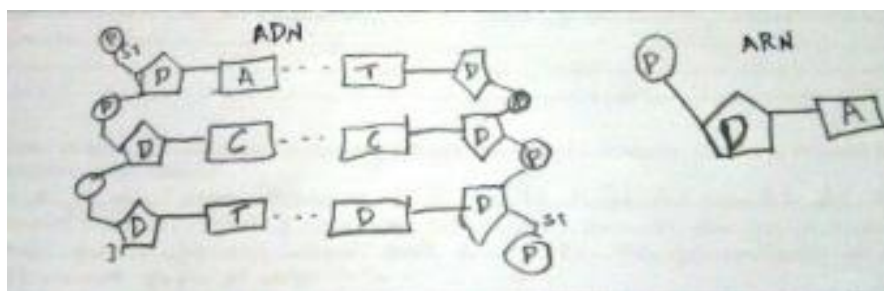 ADN
ARN
P 5'
D A T D
P P
P
D C C D
P
D T D D
3'
5'
P
D A